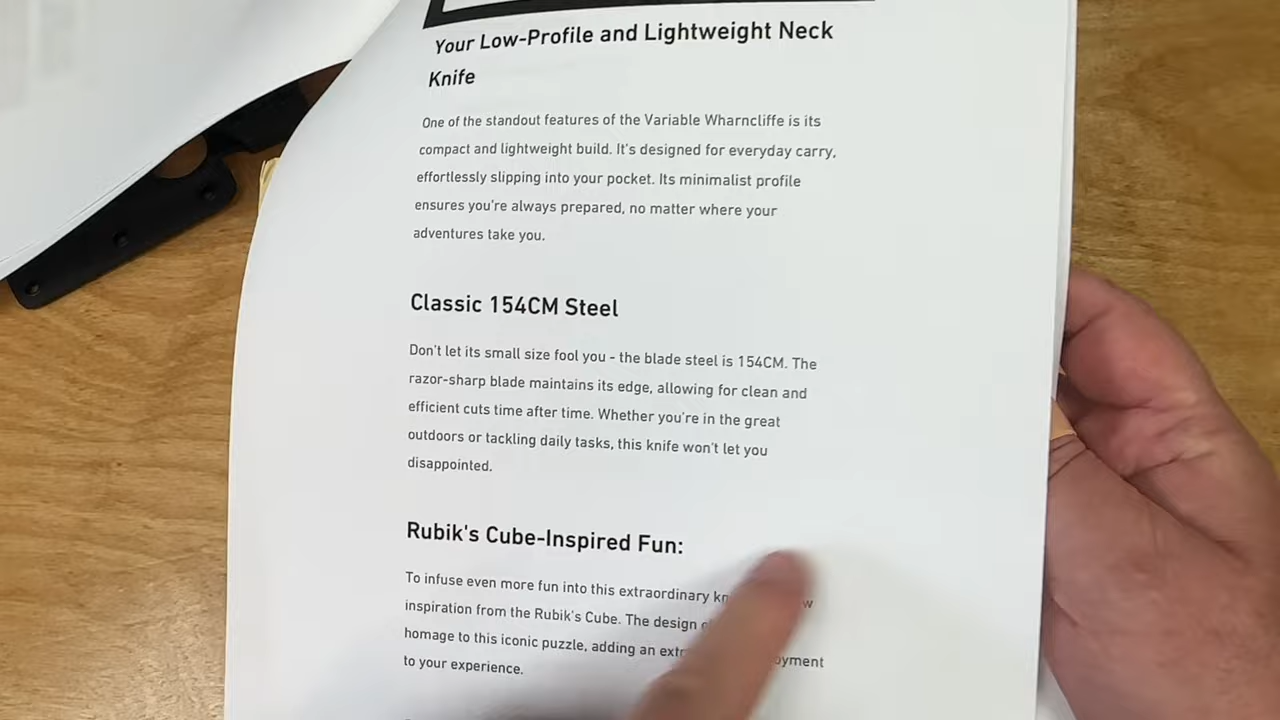 Your Low-Profile and Lightweight Neck
Knife
One of the standout features of the Variable Wharncliffe is its
compact and lightweight build. It's designed for everyday carry,
effortlessly slipping into your pocket. Its minimalist profile
ensures you're always prepared, no matter where your
adventures take you.
Classic 154CM Steel
Don't let its small size fool you - the blade steel is 154CM. The
razor-sharp blade maintains its edge, allowing for clean and
efficient cuts time after time. Whether you're in the great
outdoors or tackling daily tasks, this knife won't let you
disappointed.
Rubik's Cube-Inspired Fun:
To infuse even more fun into this extraordinary
inspiration from the Rubik's Cube. The design
homage to this iconic puzzle, adding an
to your experience.